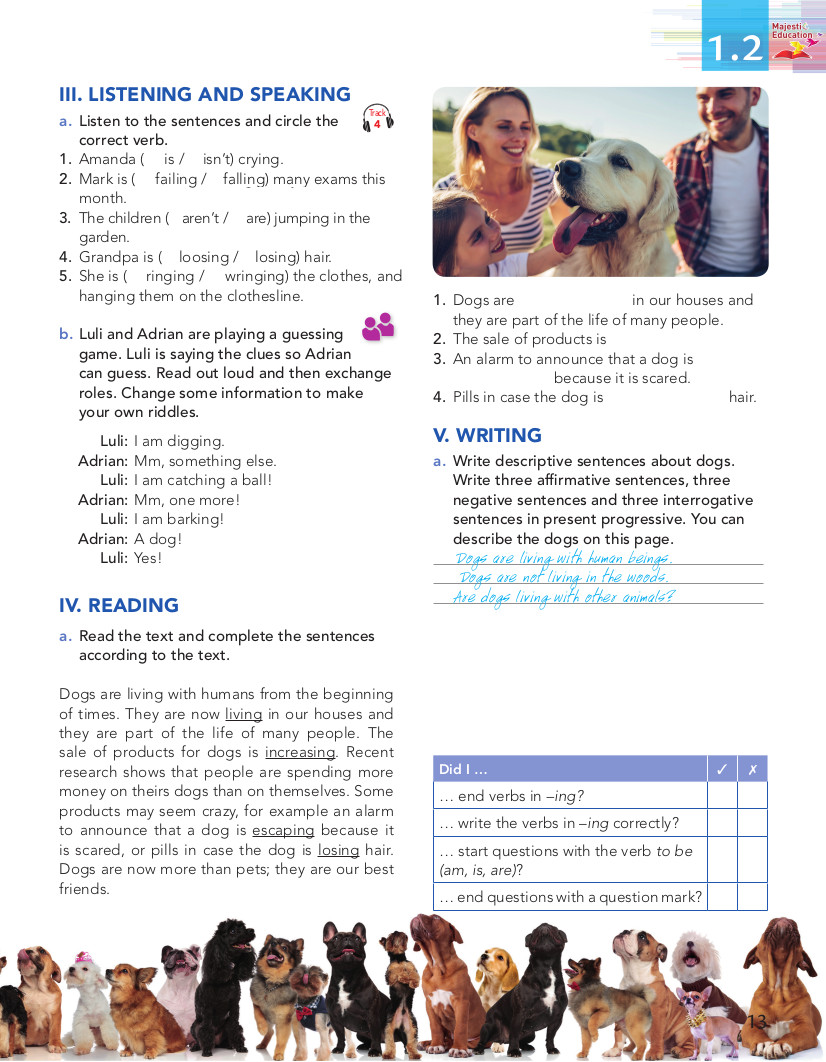 1.2
Majesti
Education
III. LISTENING AND SPEAKING
a. Listen to the sentences and circle the
correct verb.
Track
4
1. Amanda ( is / isn't) crying.
2. Mark is ( failing / falling) many exams this
month.
3. The children ( aren't / are) jumping in the
garden.
4. Grandpa is ( loosing / losing) hair.
5. She is ( ringing / wringing) the clothes, and
hanging them on the clothesline.
b. Luli and Adrian are playing a guessing
game. Luli is saying the clues so Adrian
can guess. Read out loud and then exchange
roles. Change some information to make
your own riddles.
Luli: I am digging.
Adrian: Mm, something else.
Luli: I am catching a ball!
Adrian: Mm, one more!
Luli: I am barking!
Adrian: A dog!
Luli: Yes!
IV. READING
a. Read the text and complete the sentences
according to the text.
Dogs are living with humans from the beginning
of times. They are now living in our houses and
they are part of the life of many people. The
sale of products for dogs is increasing. Recent
research shows that people are spending more
money on theirs dogs than on themselves. Some
products may seem crazy, for example an alarm
to announce that a dog is escaping because it
is scared, or pills in case the dog is losing hair.
Dogs are now more than pets; they are our best
friends.
1. Dogs are in our houses and
they are part of the life of many people.
2. The sale of products is
3. An alarm to announce that a dog is
because it is scared.
4. Pills in case the dog is hair.
V. WRITING
a. Write descriptive sentences about dogs.
Write three affirmative sentences, three
negative sentences and three interrogative
sentences in present progressive. You can
describe the dogs on this page.
Dogs are living with human beings.
Dogs are not living in the woods.
Are dogs living with other animals?
Did I … ✓ ✗
… end verbs in –ing?
… write the verbs in –ing correctly?
… start questions with the verb to be
(am, is, are)?
… end questions with a question mark?
13